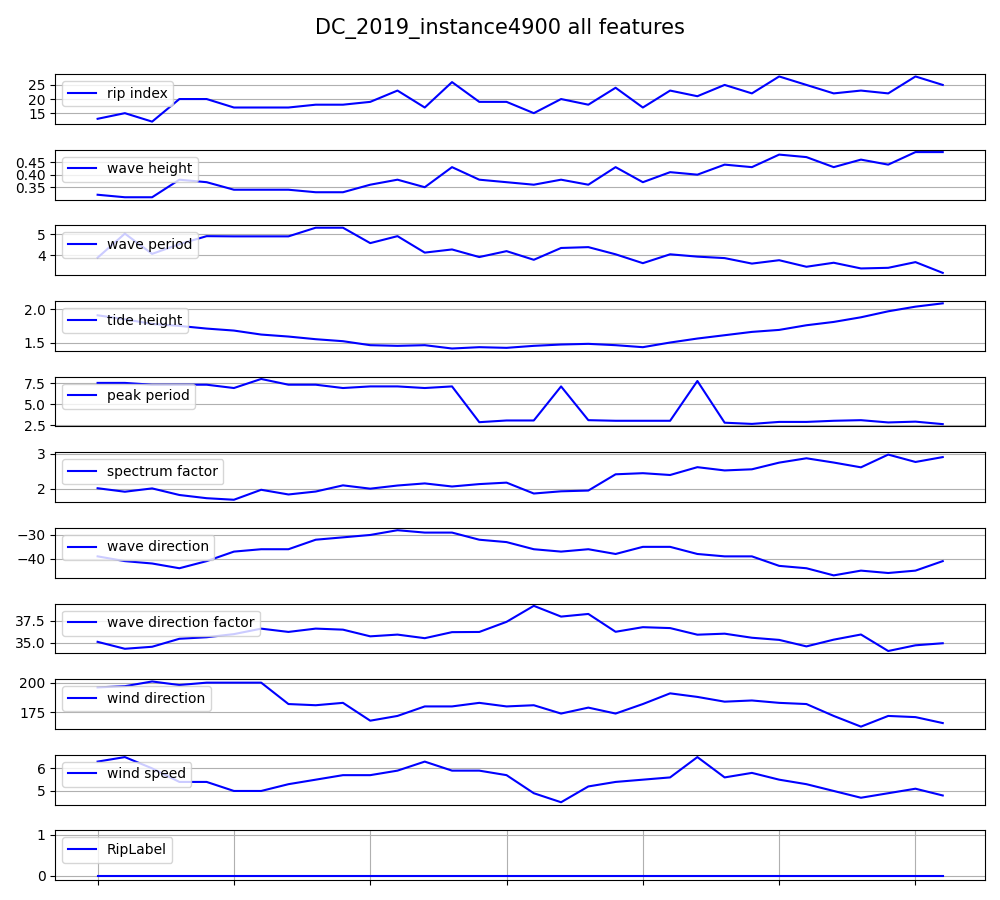 DC_2019_instance4900 all features
25
20
15
rip index
0.45
0.40
0.35
wave height
5
4
wave period
2.0
1.5
tide height
7.5
5.0
2.5
peak period
3
2
spectrum factor
−30
−40
wave direction
37.5
35.0
wave direction factor
200
175
wind direction
6
5
wind speed
1
0
RipLabel